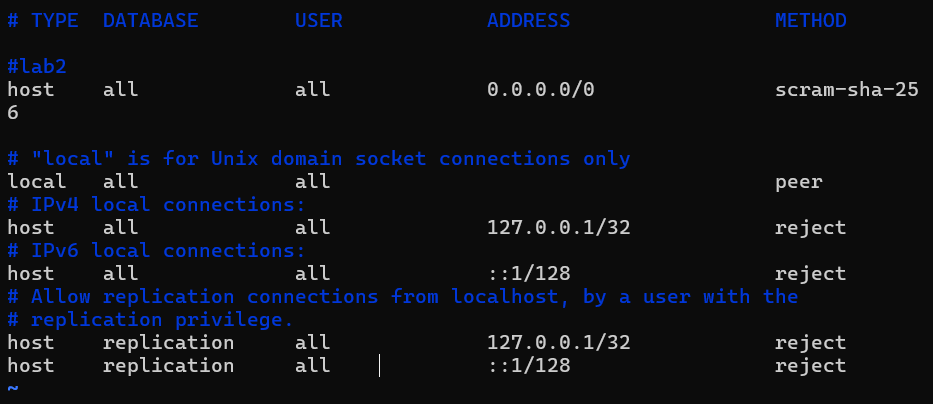 # TYPE  DATABASE        USER            ADDRESS                 METHOD
#lab2
host    all             all             0.0.0.0/0               scram-sha-25
6
# "local" is for Unix domain socket connections only
local   all             all                                     peer
# IPv4 local connections:
host    all             all             127.0.0.1/32            reject
# IPv6 local connections:
host    all             all             ::1/128                 reject
# Allow replication connections from localhost, by a user with the
# replication privilege.
host    replication     all             127.0.0.1/32            reject
host    replication     all             ::1/128                 reject
~